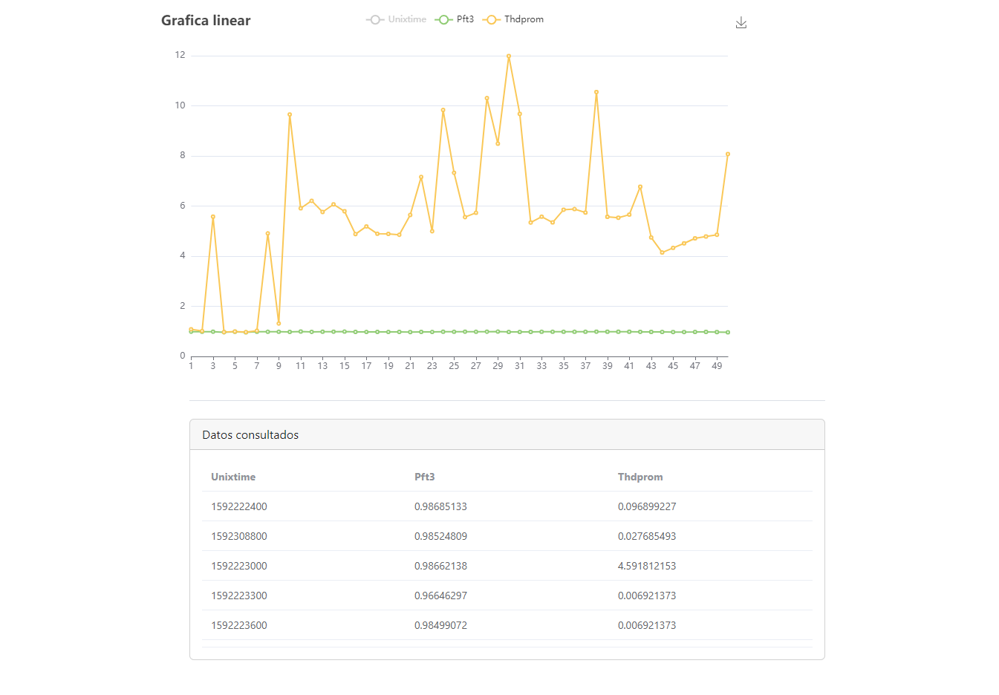 Grafica linear
Unixtime Pft3 Thdprom
12
10
8
6
4
2
0
1 3 5 7 9 11 13 15 17 19 21 23 25 27 29 31 33 35 37 39 41 43 45 47 49
Datos consultados
Unixtime Pft3 Thdprom
1592222400 0.98685133 0.096899227
1592308800 0.98524809 0.027685493
1592223000 0.98662138 4.591812153
1592223300 0.96646297 0.006921373
1592223600 0.98499072 0.006921373